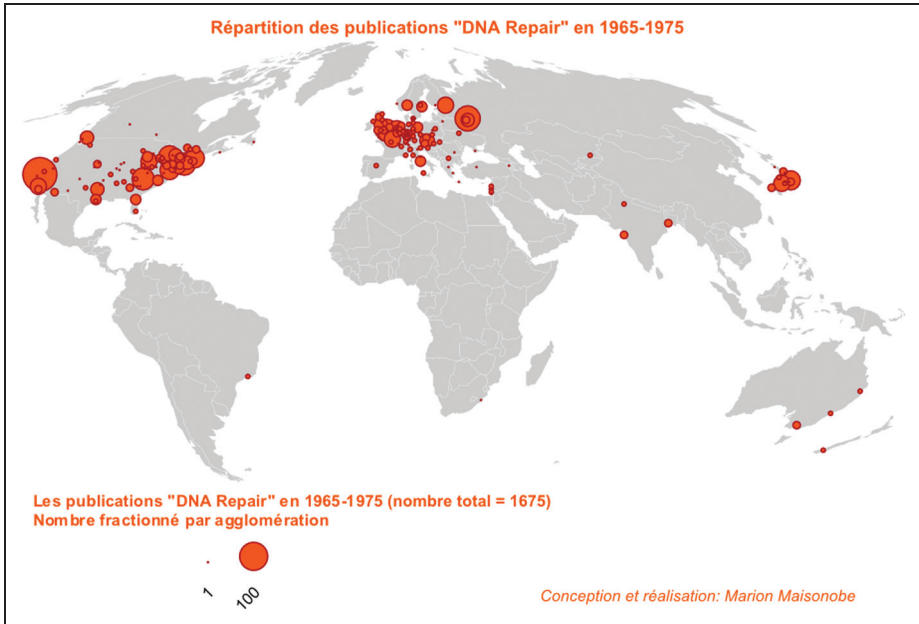 Répartition des publications "DNA Repair" en 1965-1975
Les publications "DNA Repair" en 1965-1975 (nombre total = 1675)
Nombre fractionné par agglomération
1
100
Conception et réalisation: Marion Maisonobe